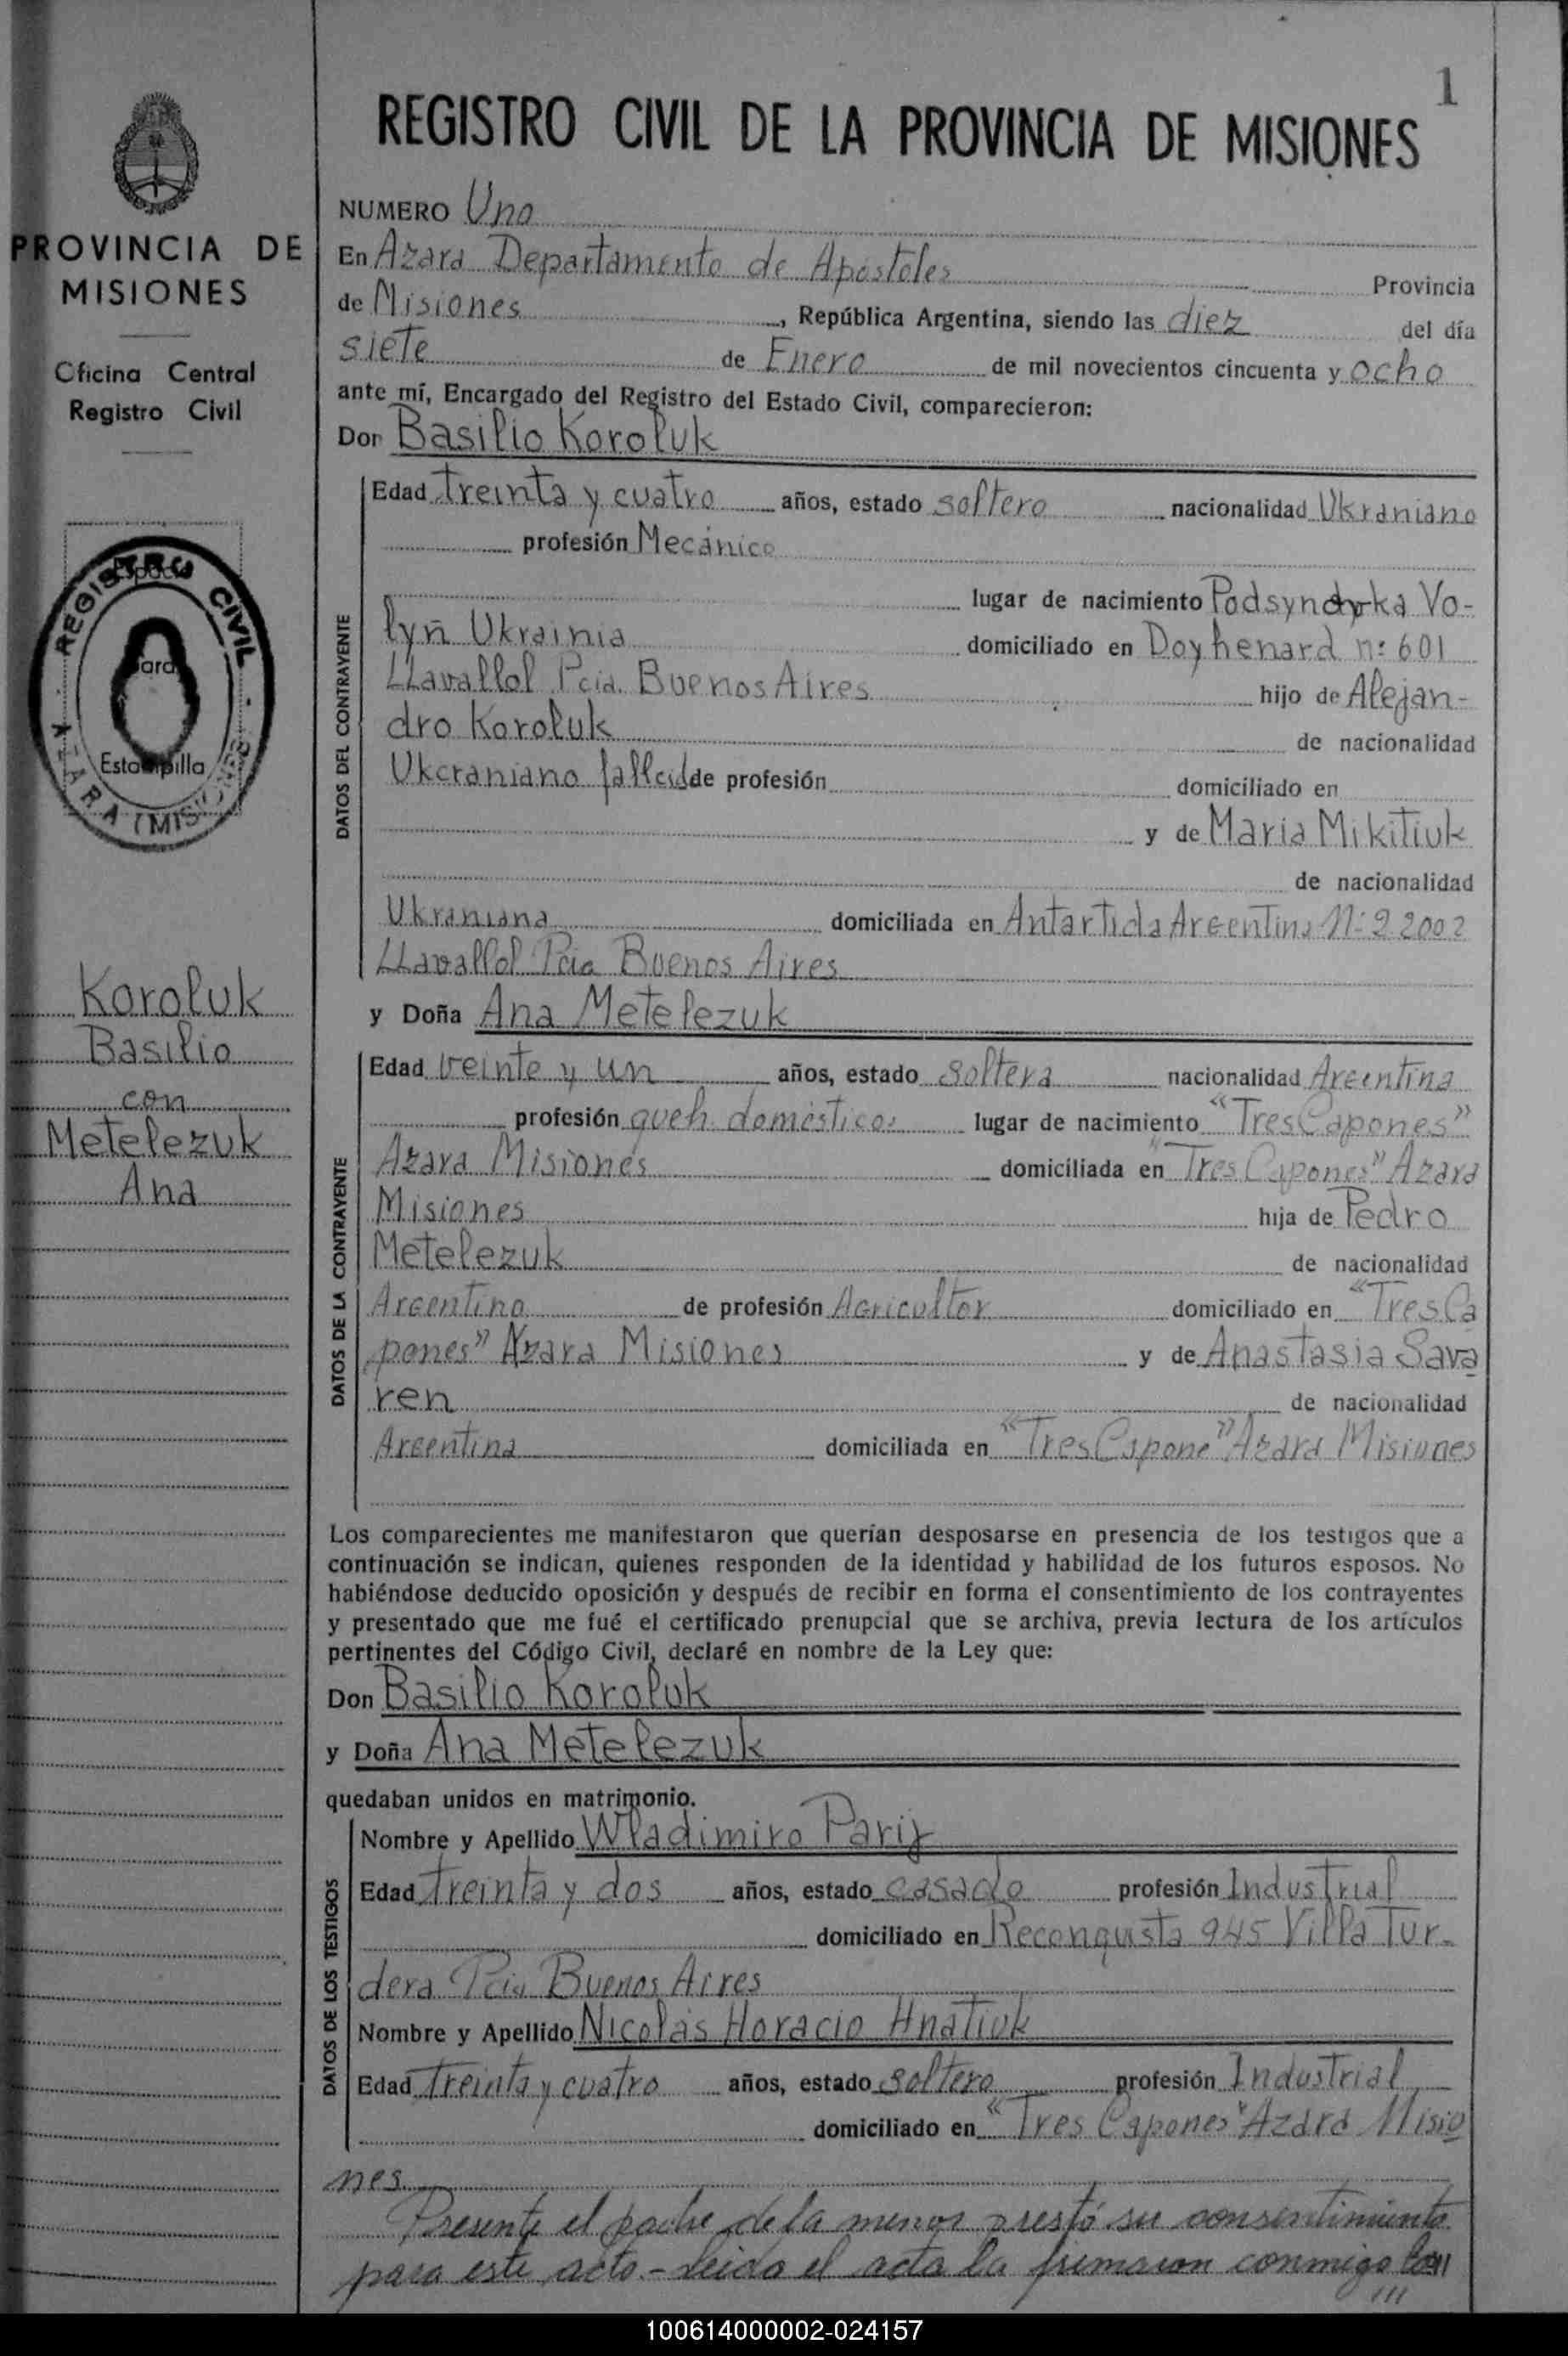 1
REGISTRO CIVIL DE LA PROVINCIA DE MISIONES
PROVINCIA DE
MISIONES
Oficina Central
Registro Civil
REGISTRO CIVIL
Espacio
para
Estampilla
AZARA (MISIONES)
Koroluk
Basilio
con
Metelezuk
Ana
NUMERO Uno
En Azara Departamento de Apóstoles Provincia
de Misiones, República Argentina, siendo las diez del día
siete de Enero de mil novecientos cincuenta y ocho
ante mí, Encargado del Registro del Estado Civil, comparecieron:
Don Basilio Koroluk
DATOS DEL CONTRAYENTE
Edad treinta y cuatro años, estado soltero nacionalidad Ukraniano
profesión Mecánico
lugar de nacimiento Vo-
lyñ Ukrainia domiciliado en Doyhenard n: 601
LLavallol Pcia. Buenos Aires hijo de Alejan-
dro Koroluk de nacionalidad
Ukcraniano de profesión domiciliado en
y de Maria Mikitiuk
de nacionalidad
Ukraniana domiciliada en Antartida Argentina 2002
LLavallol Pcia Buenos Aires
y Doña Ana Metelezuk
DATOS DE LA CONTRAYENTE
Edad veinte y un años, estado soltera nacionalidad Argentina
profesión queh. domésticos lugar de nacimiento "Tres Capones"
Azara Misiones domiciliada en "Tres Capones" Azara
Misiones hija de Pedro
Metelezuk de nacionalidad
Argentino de profesión Agricultor domiciliado en "Tres Ca
pones" Azara Misiones y de Anastasia Sava
ren de nacionalidad
Argentina domiciliada en "Tres Capone" Azara Misiones
Los comparecientes me manifestaron que querían desposarse en presencia de los testigos que a
continuación se indican, quienes responden de la identidad y habilidad de los futuros esposos. No
habiéndose deducido oposición y después de recibir en forma el consentimiento de los contrayentes
y presentado que me fué el certificado prenupcial que se archiva, previa lectura de los artículos
pertinentes del Código Civil, declaré en nombre de la Ley que:
Don Basilio Koroluk
y Doña Ana Metelezuk
quedaban unidos en matrimonio.
DATOS DE LOS TESTIGOS
Nombre y Apellido Wladimiro Parij
Edad treinta y dos años, estado casado profesión Industrial
domiciliado en Reconquista 945 Villa Tur-
dera Pcia Buenos Aires
Nombre y Apellido Nicolás Horacio Hnatiuk
Edad treinta y cuatro años, estado soltero profesión Industrial
domiciliado en "Tres Capones" Azara Misio
nes
Presente el padre de la menor prestó su consentimiento
para este acto.- Leida el acta la firmaron conmigo los
100614000002-024157